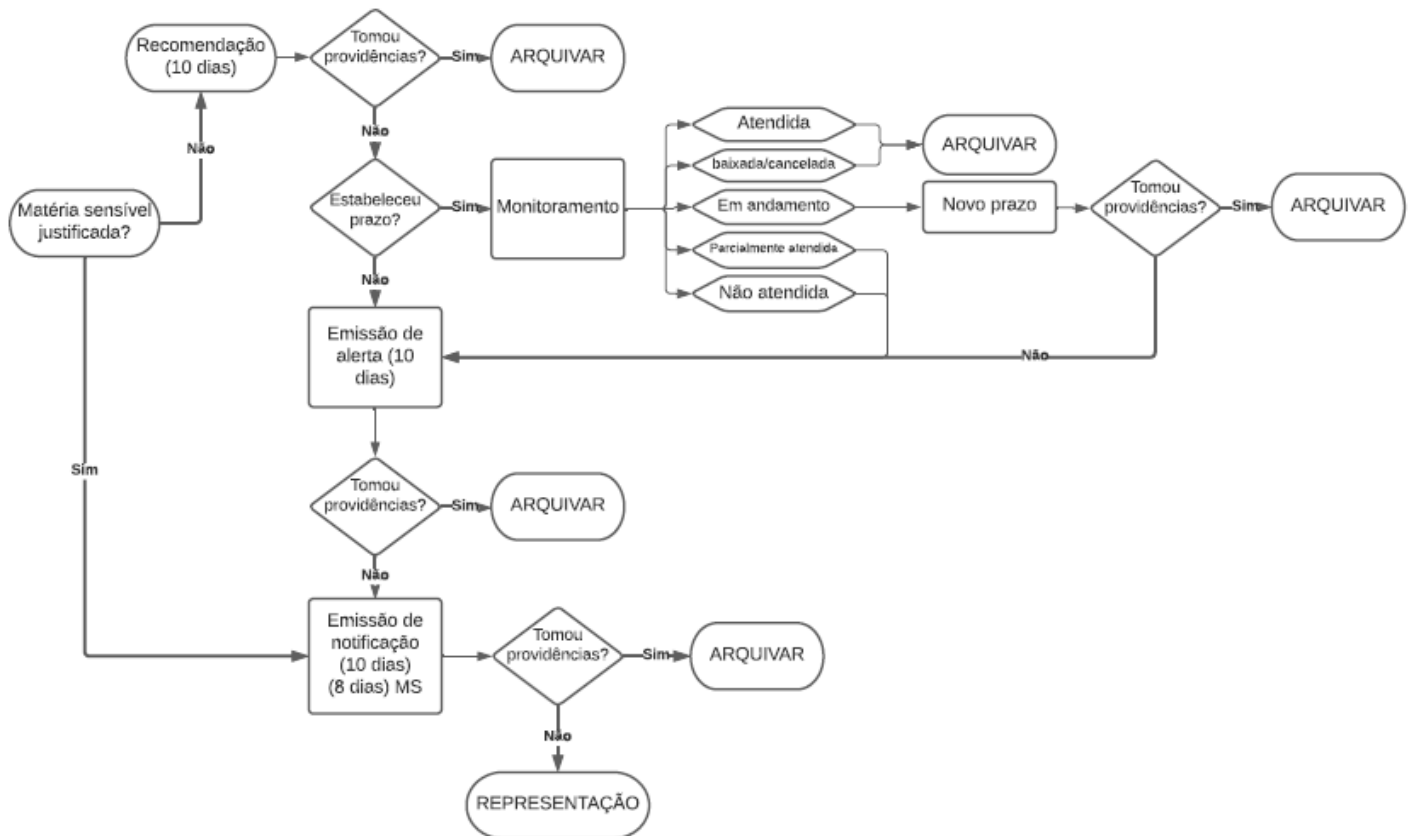 Recomendação
(10 dias)
Tomou
providências?
Sim
ARQUIVAR
Não
Não
Matéria sensível
justificada?
Estabeleceu
prazo?
Sim
Monitoramento
Atendida
baixada/cancelada
ARQUIVAR
Em andamento
Novo prazo
Tomou
providências?
Sim
ARQUIVAR
Parcialmente atendida
Não atendida
Não
Não
Emissão de
alerta (10
dias)
Sim
Tomou
providências?
Sim
ARQUIVAR
Não
Emissão de
notificação
(10 dias)
(8 dias) MS
Tomou
providências?
Sim
ARQUIVAR
Não
REPRESENTAÇÃO